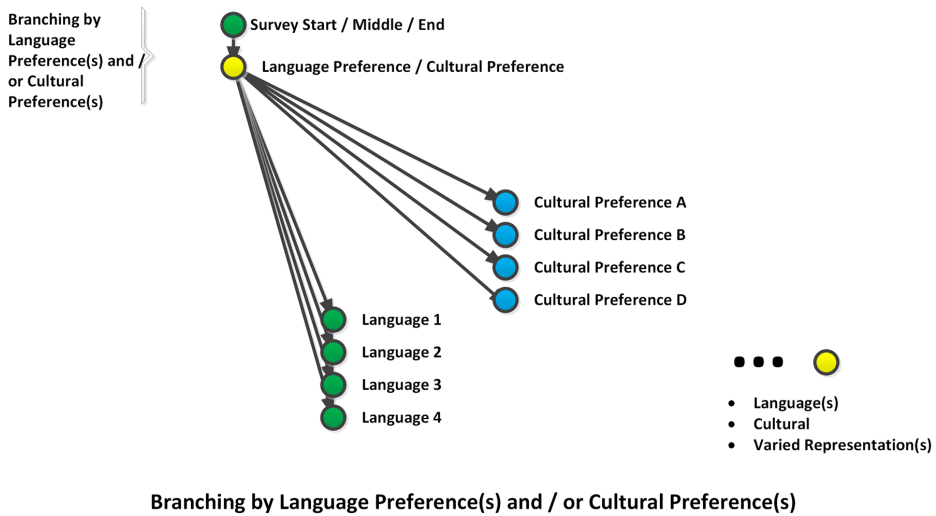 Branching by
Language
Preference(s) and /
or Cultural
Preference(s)
Survey Start / Middle / End
Language Preference / Cultural Preference
Cultural Preference A
Cultural Preference B
Cultural Preference C
Cultural Preference D
Language 1
Language 2
Language 3
Language 4
• Language(s)
• Cultural
• Varied Representation(s)
Branching by Language Preference(s) and / or Cultural Preference(s)